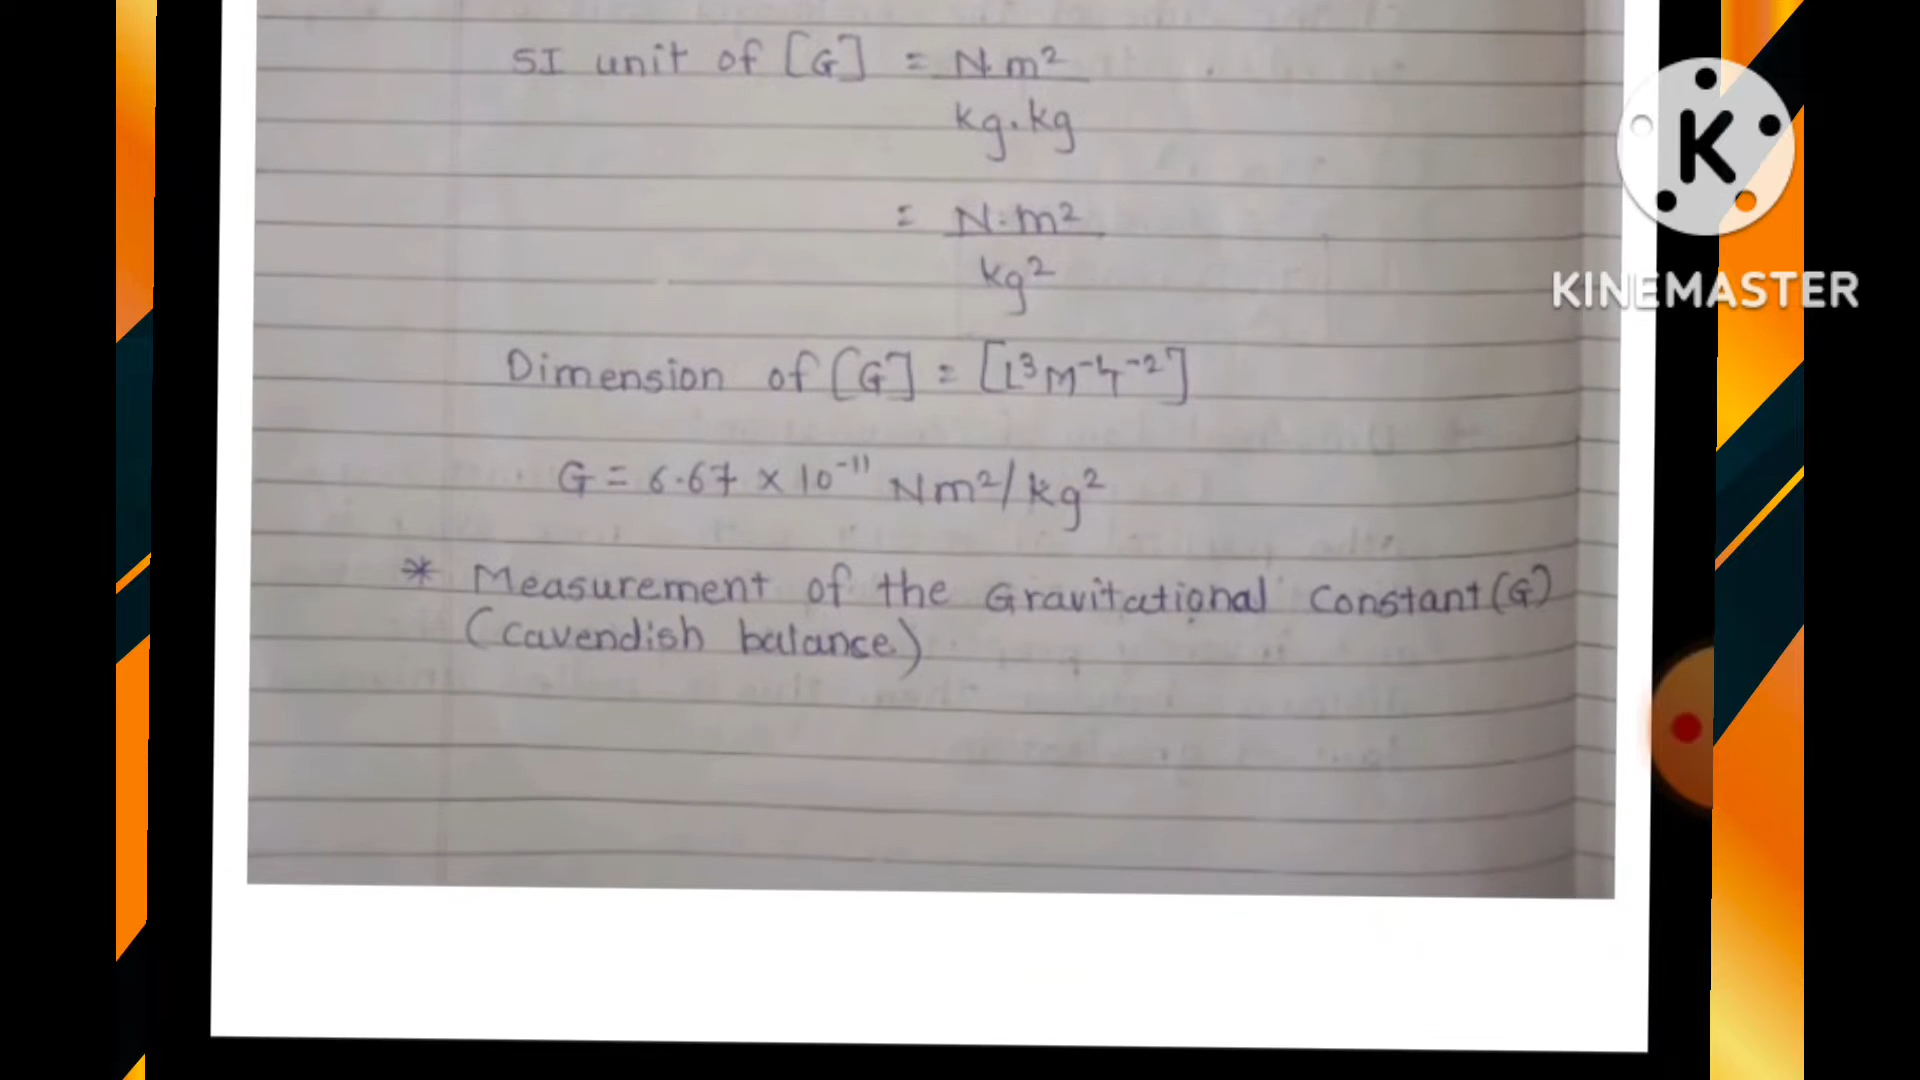 SI unit of [G] = N.m²
kg.kg
= N.m²
kg²
Dimension of [G] = [L³M⁻¹T⁻²]
G = 6.67 × 10⁻¹¹ Nm²/kg²
* Measurement of the Gravitational Constant (G)
(Cavendish balance)
K
KINEMASTER